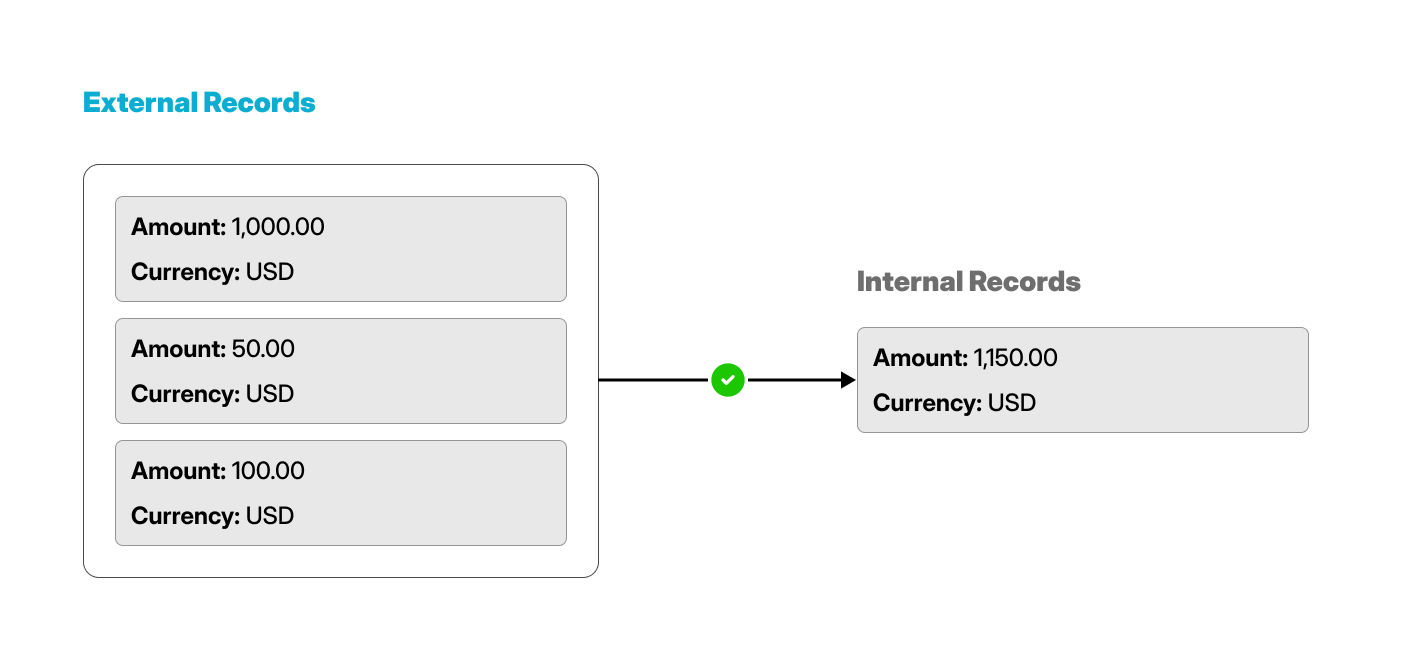 External Records
Amount: 1,000.00
Currency: USD
Amount: 50.00
Currency: USD
Amount: 100.00
Currency: USD
Internal Records
Amount: 1,150.00
Currency: USD